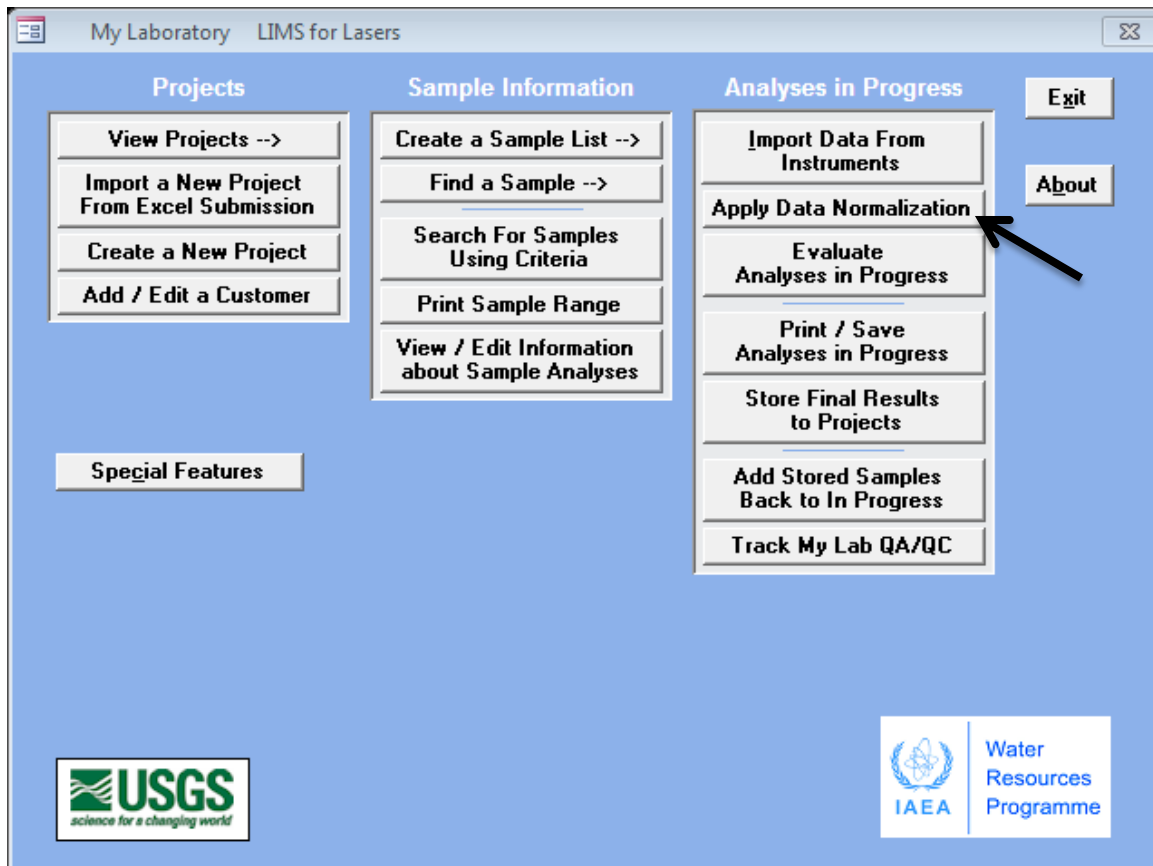 My Laboratory LIMS for Lasers
Projects
View Projects -->
Import a New Project
From Excel Submission
Create a New Project
Add / Edit a Customer
Special Features
Sample Information
Create a Sample List -->
Find a Sample -->
Search For Samples
Using Criteria
Print Sample Range
View / Edit Information
about Sample Analyses
Analyses in Progress
Import Data From
Instruments
Apply Data Normalization
Evaluate
Analyses in Progress
Print / Save
Analyses in Progress
Store Final Results
to Projects
Add Stored Samples
Back to In Progress
Track My Lab QA/QC
Exit
About
USGS
science for a changing world
IAEA
Water
Resources
Programme